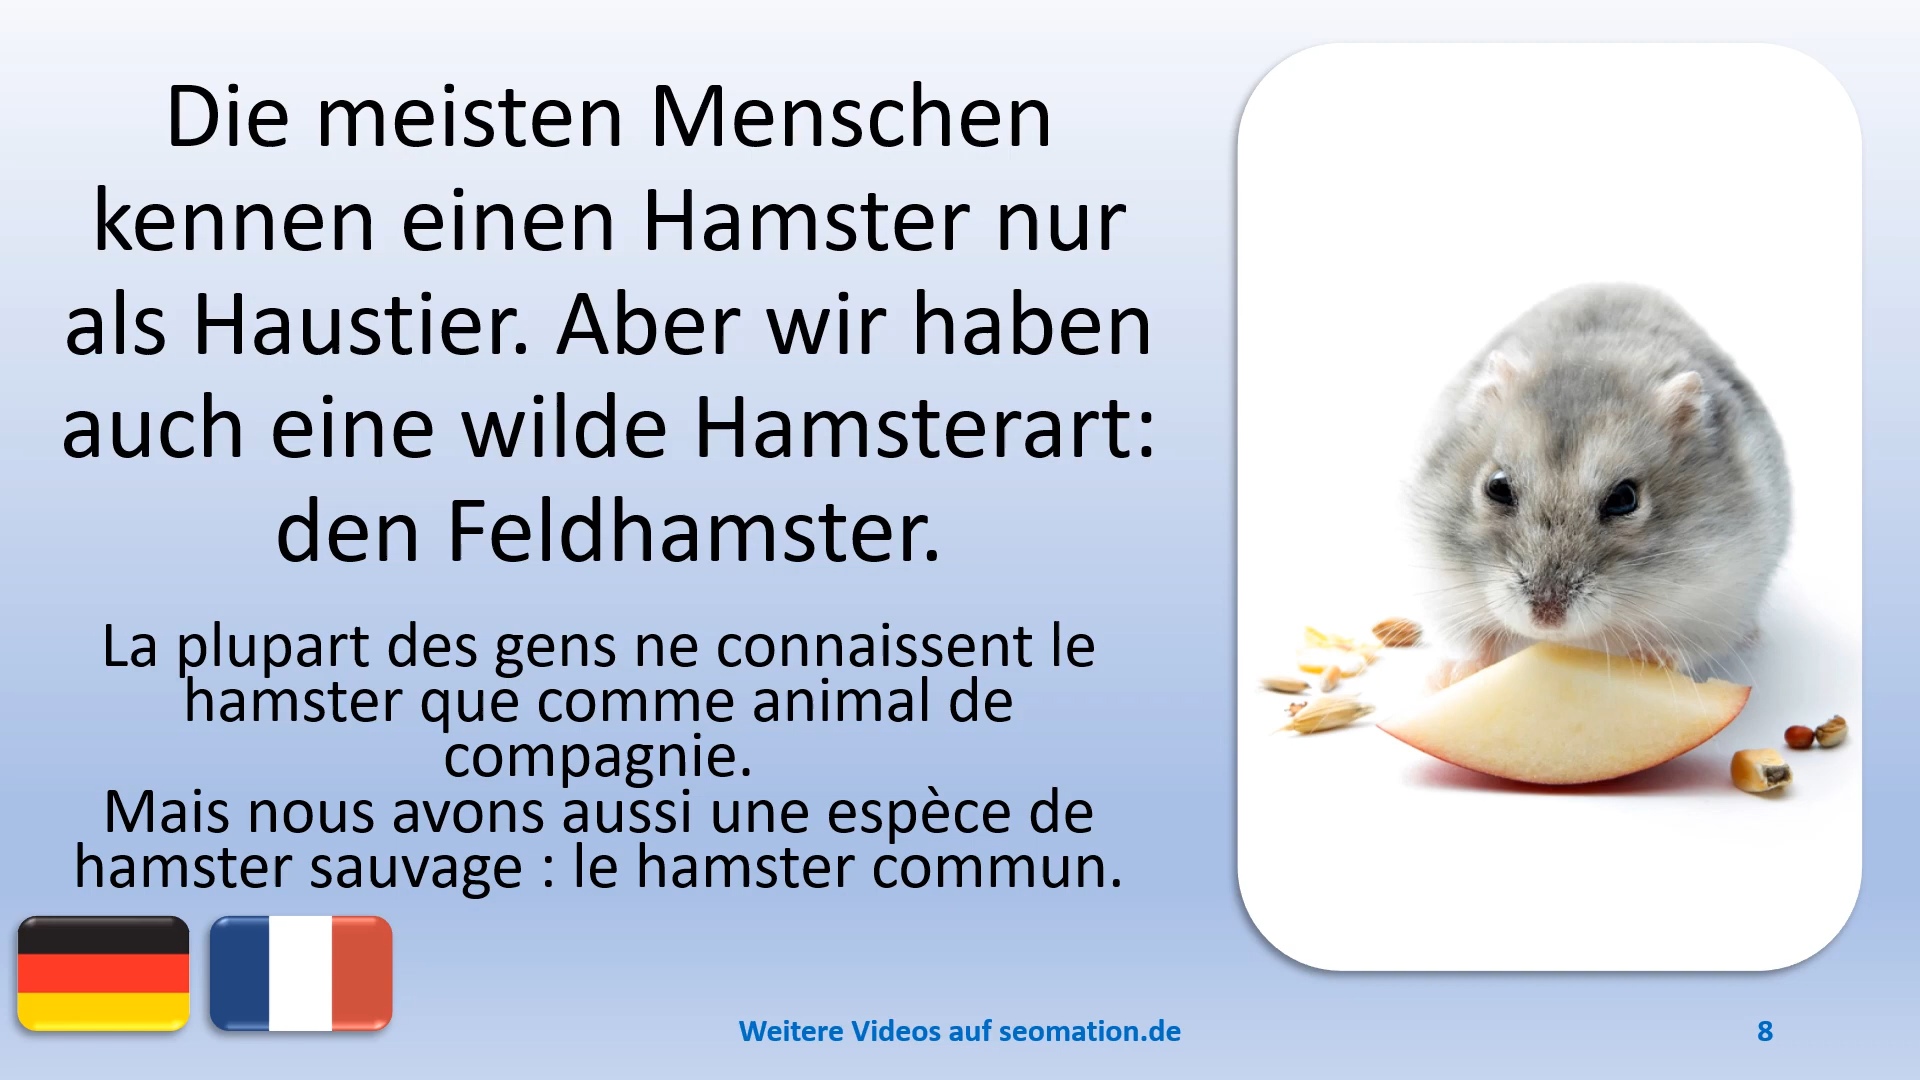 Die meisten Menschen
kennen einen Hamster nur
als Haustier. Aber wir haben
auch eine wilde Hamsterart:
den Feldhamster.
La plupart des gens ne connaissent le
hamster que comme animal de
compagnie.
Mais nous avons aussi une espèce de
hamster sauvage : le hamster commun.
Weitere Videos auf seomation.de
8